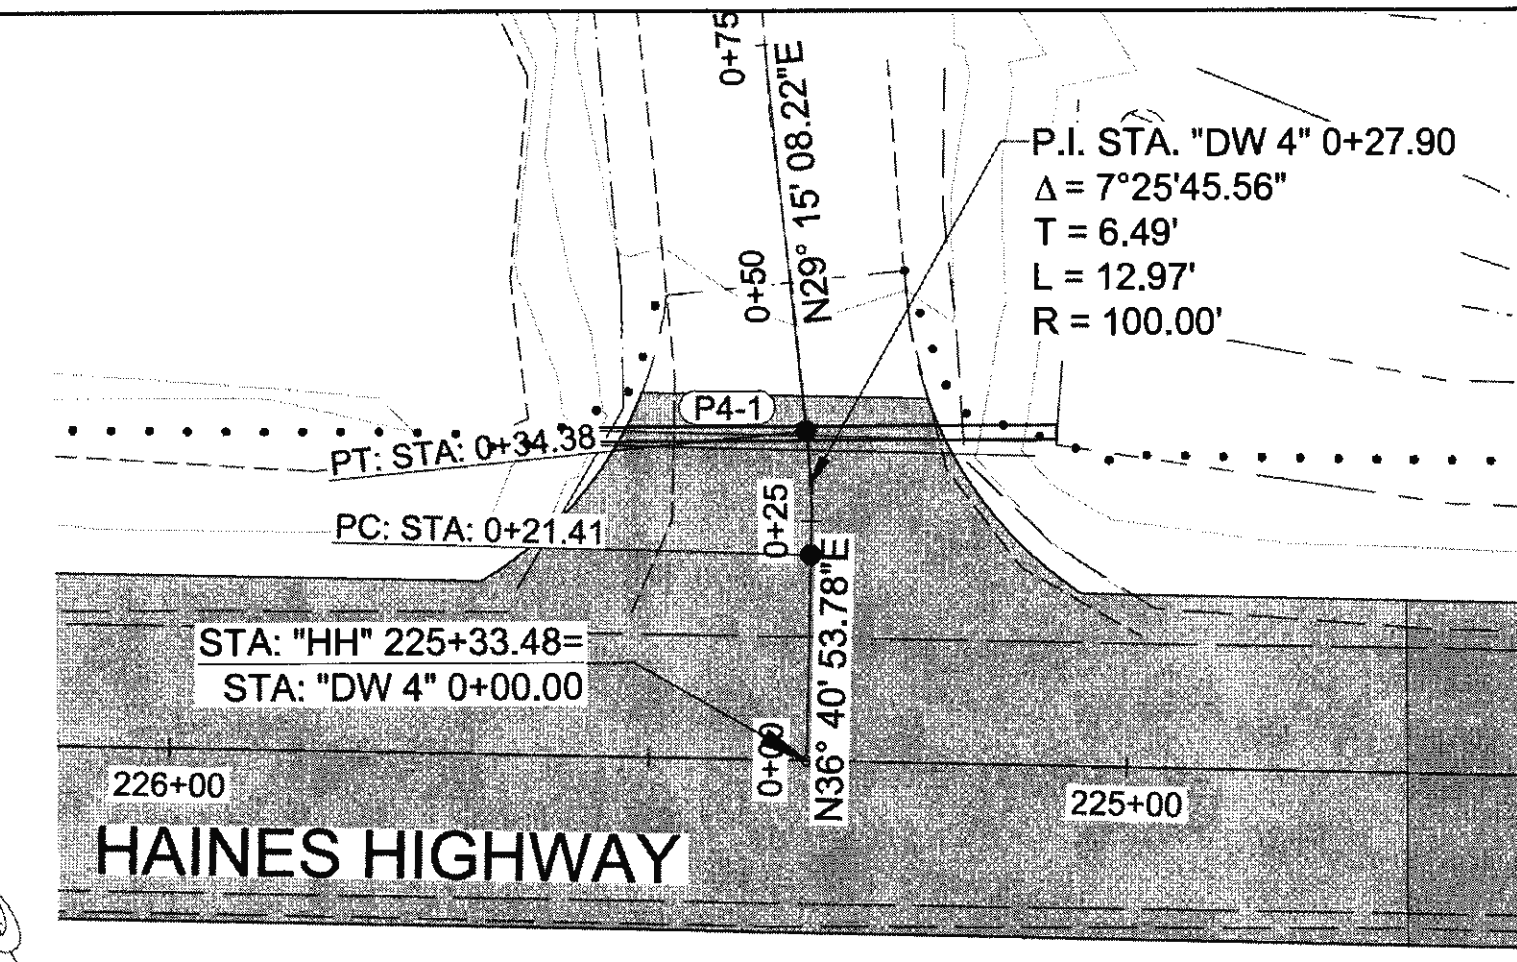 0+75
N29° 15' 08.22"E
P.I. STA. "DW 4" 0+27.90
Δ = 7°25'45.56"
T = 6.49'
L = 12.97'
R = 100.00'
0+50
P4-1
PT: STA: 0+34.38
PC: STA: 0+21.41
0+25
N36° 40' 53.78"E
STA: "HH" 225+33.48=
STA: "DW 4" 0+00.00
0+00
226+00
225+00
HAINES HIGHWAY